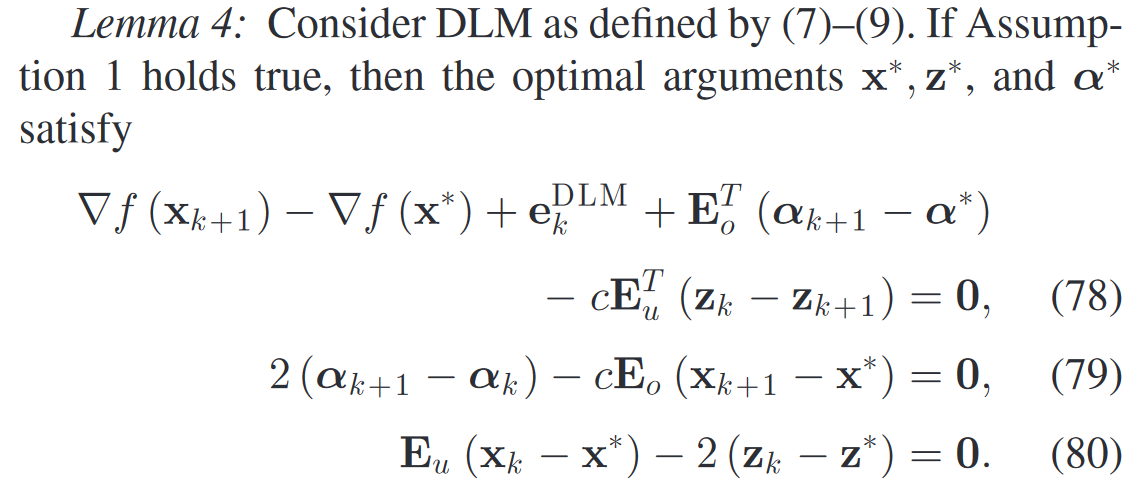 Lemma 4: Consider DLM as defined by (7)–(9). If Assump-
tion 1 holds true, then the optimal arguments x*, z*, and α*
satisfy
∇f (x_{k+1}) − ∇f (x*) + e_k^{DLM} + E_o^T (α_{k+1} − α*)
− cE_u^T (z_k − z_{k+1}) = 0, (78)
2 (α_{k+1} − α_k) − cE_o (x_{k+1} − x*) = 0, (79)
E_u (x_k − x*) − 2 (z_k − z*) = 0. (80)